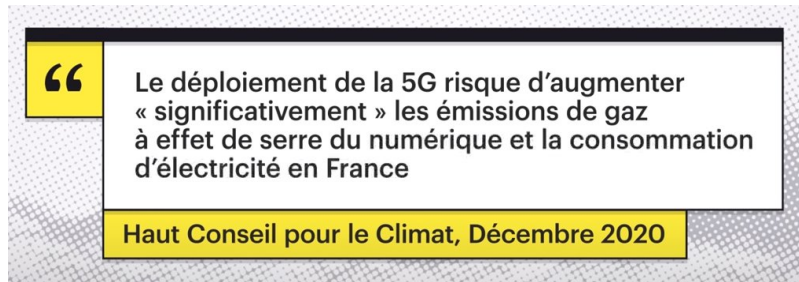 “
Le déploiement de la 5G risque d’augmenter
« significativement » les émissions de gaz
à effet de serre du numérique et la consommation
d’électricité en France
Haut Conseil pour le Climat, Décembre 2020